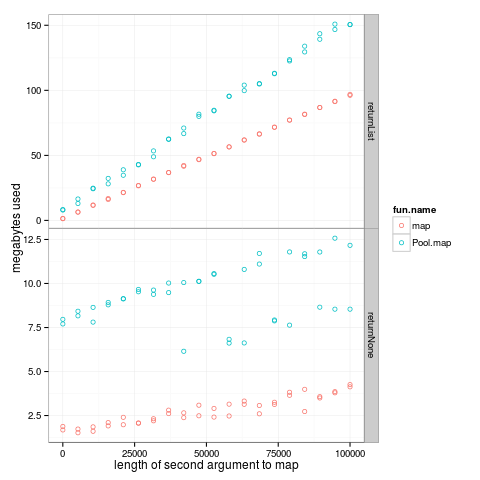 150
100
50
0
returnList
12.5
10.0
7.5
5.0
2.5
returnNone
megabytes used
0
25000
50000
75000
100000
length of second argument to map
fun.name
map
Pool.map